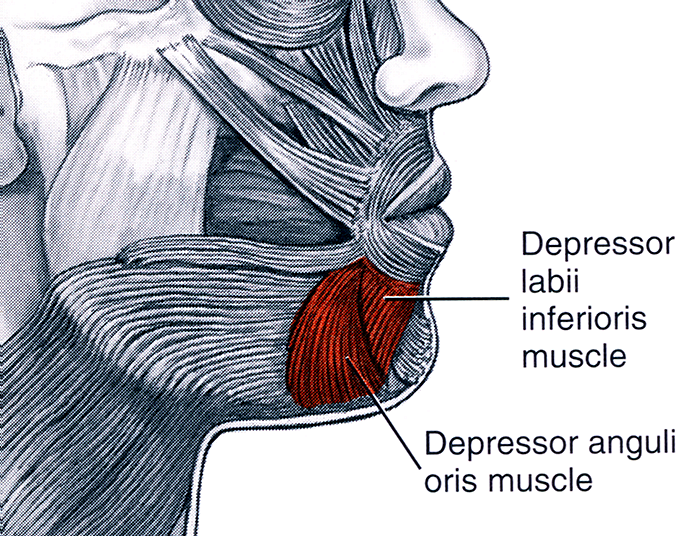 Depressor
labii
inferioris
muscle
Depressor anguli
oris muscle